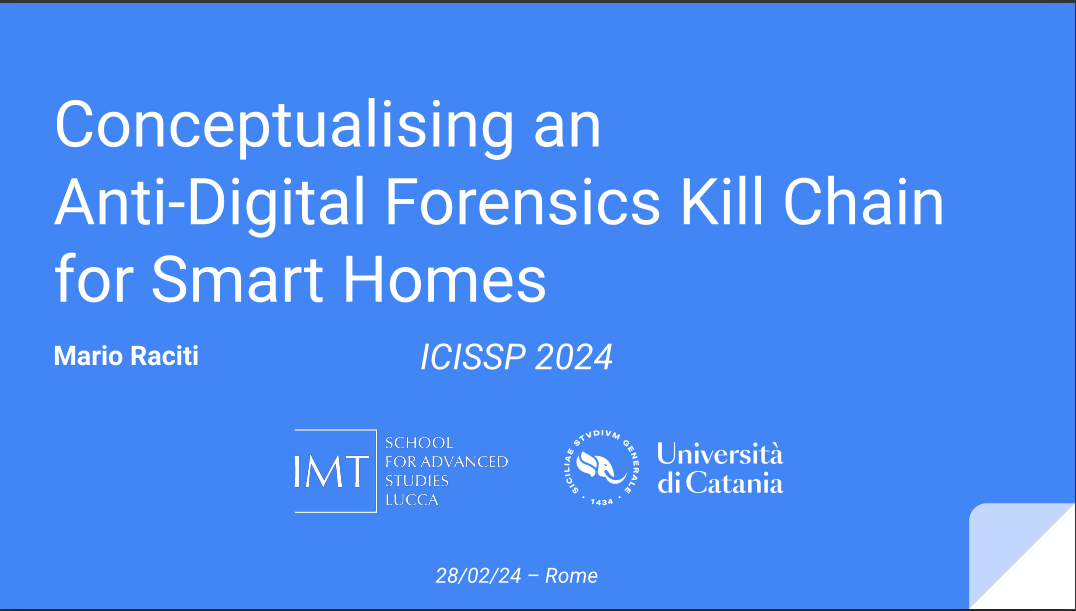 Conceptualising an
Anti-Digital Forensics Kill Chain
for Smart Homes
Mario Raciti
ICISSP 2024
IMT
SCHOOL
FOR ADVANCED
STUDIES
LUCCA
SICILIAE STVDIVM GENERALE
· 1434 ·
Università
di Catania
28/02/24 – Rome